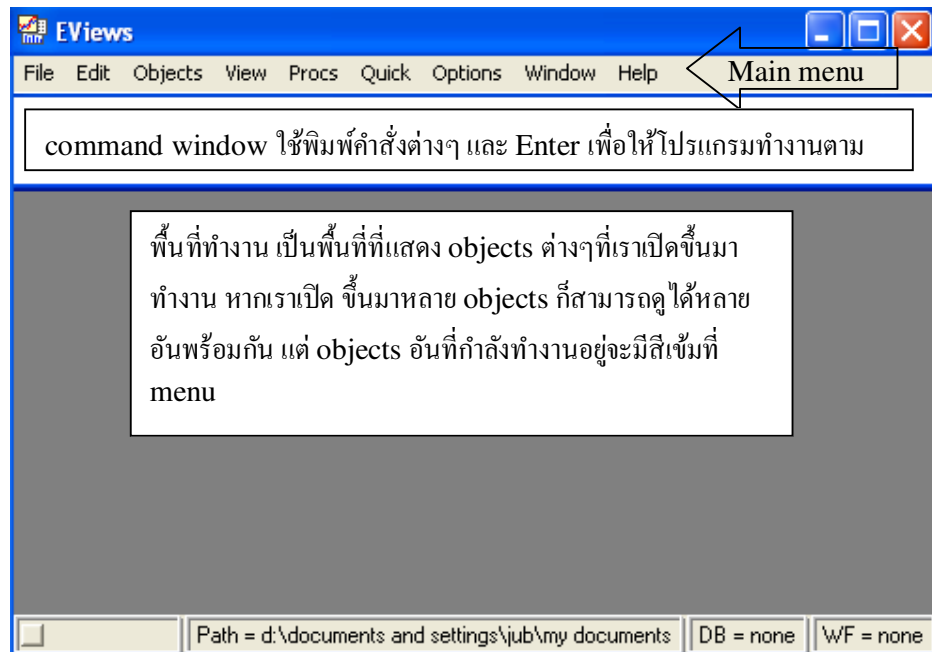 EViews
File Edit Objects View Procs Quick Options Window Help
Main menu
command window ใช้พิมพ์คำสั่งต่างๆ และ Enter เพื่อให้โปรแกรมทำงานตาม
พื้นที่ทำงาน เป็นพื้นที่ที่แสดง objects ต่างๆที่เราเปิดขึ้นมา
ทำงาน หากเราเปิด ขึ้นมาหลาย objects ก็สามารถดูได้หลาย
อันพร้อมกัน แต่ objects อันที่กำลังทำงานอยู่จะมีสีเข้มที่
menu
Path = d:\documents and settings\jub\my documents DB = none WF = none